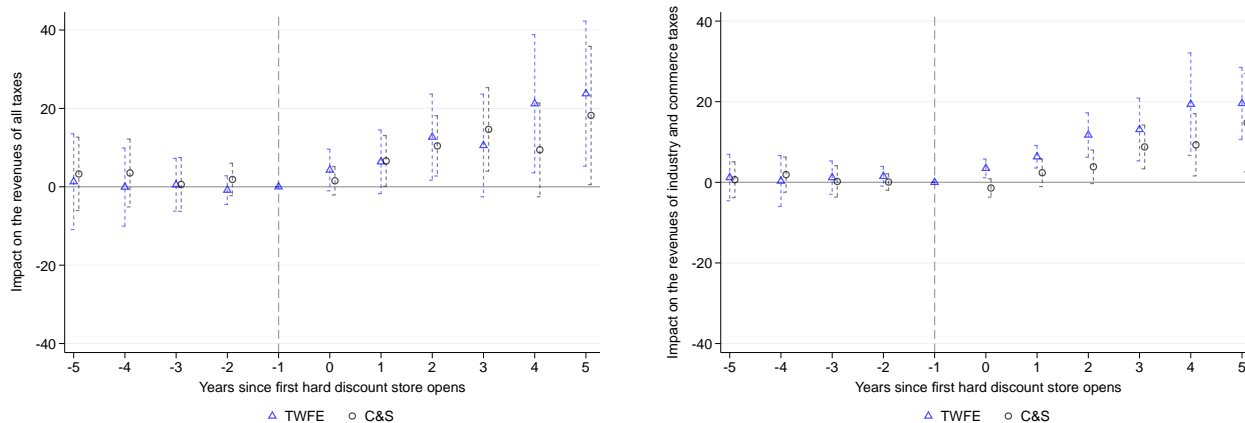 Impact on the revenues of all taxes
40
20
0
-20
-40
-5 -4 -3 -2 -1 0 1 2 3 4 5
Years since first hard discount store opens
TWFE C&S
Impact on the revenues of industry and commerce taxes
40
20
0
-20
-40
-5 -4 -3 -2 -1 0 1 2 3 4 5
Years since first hard discount store opens
TWFE C&S